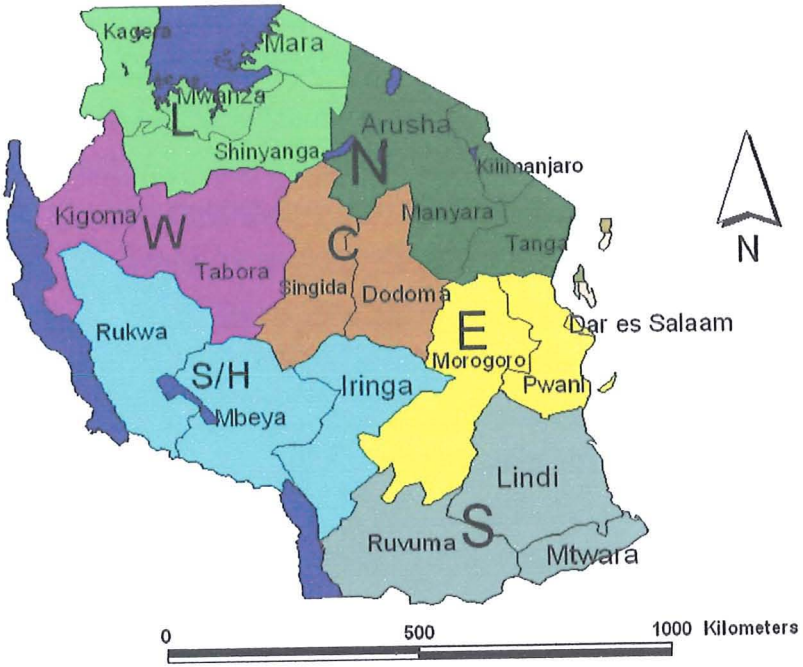 Kagera
Mara
Mwanza
L
Arusha
Shinyanga
N
Kilimanjaro
Kigoma
W
Manyara
C
Tanga
N
Tabora
Singida
Dodoma
Dar es Salaam
Rukwa
E
Morogoro
S/H
Iringa
Pwani
Mbeya
Lindi
S
Ruvuma
Mtwara
0 500 1000 Kilometers